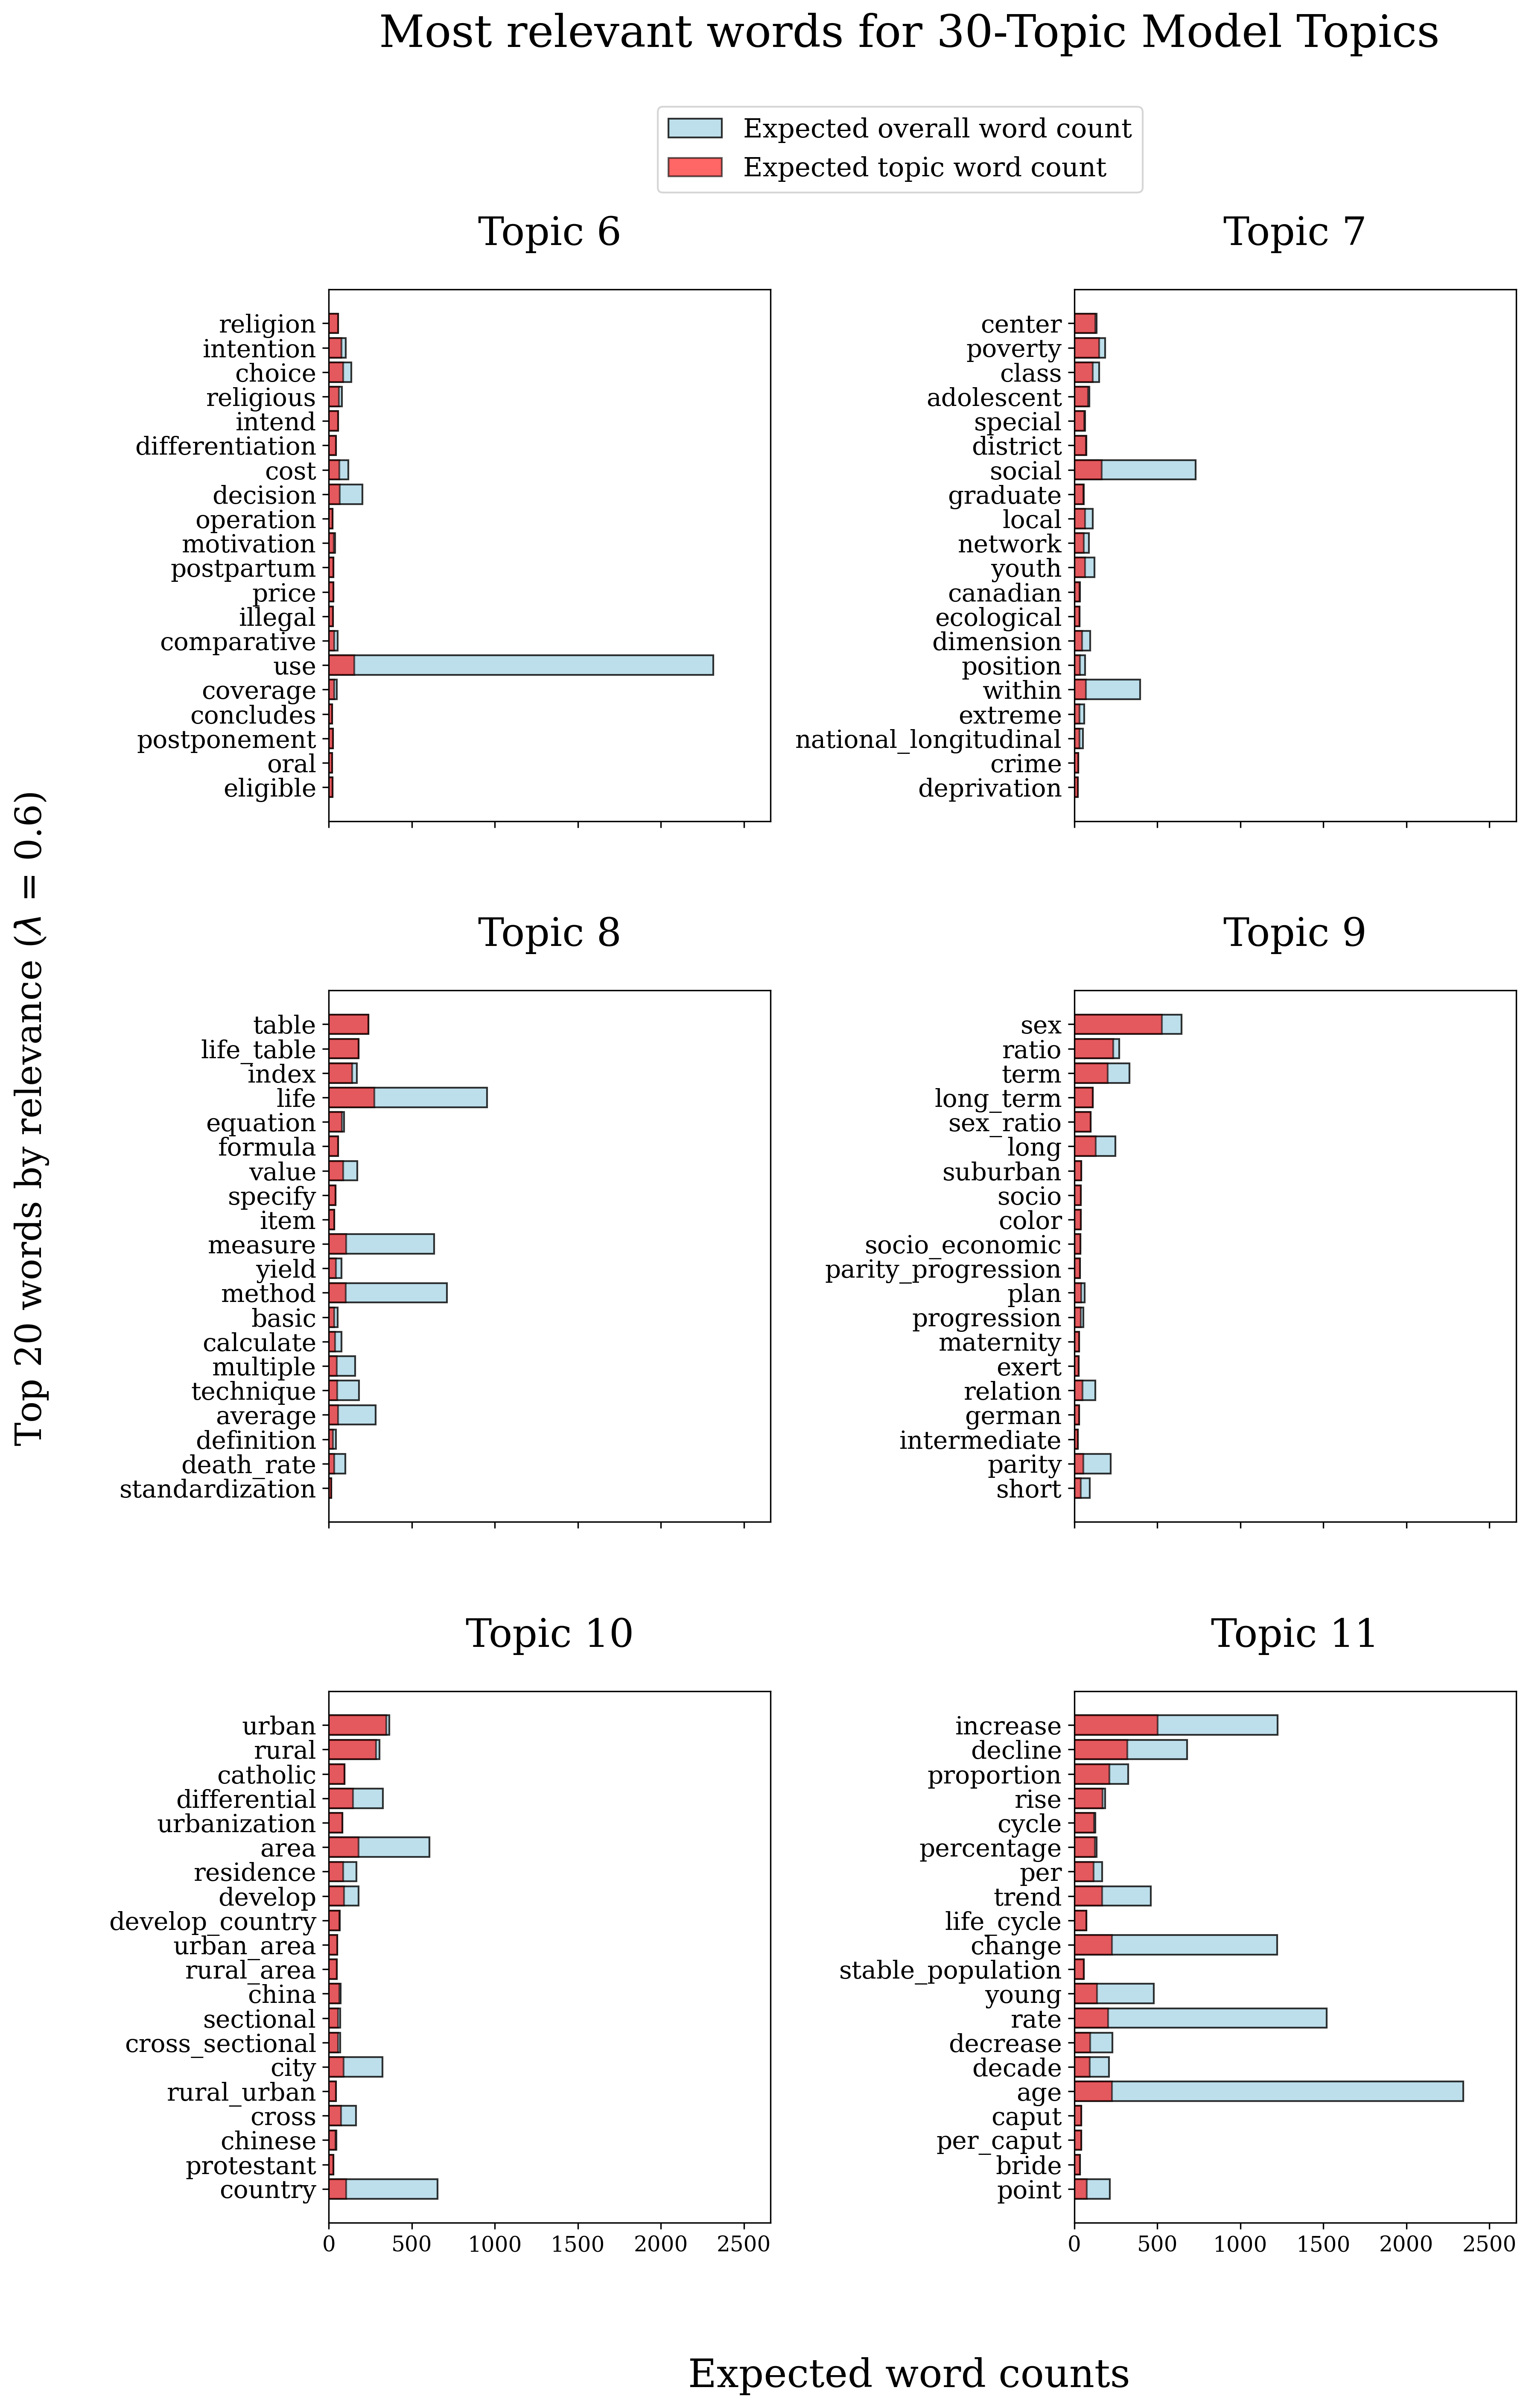 Most relevant words for 30-Topic Model Topics
Expected overall word count
Expected topic word count
Top 20 words by relevance (λ = 0.6)
Topic 6
religion
intention
choice
religious
intend
differentiation
cost
decision
operation
motivation
postpartum
price
illegal
comparative
use
coverage
concludes
postponement
oral
eligible
Topic 7
center
poverty
class
adolescent
special
district
social
graduate
local
network
youth
canadian
ecological
dimension
position
within
extreme
national_longitudinal
crime
deprivation
Topic 8
table
life_table
index
life
equation
formula
value
specify
item
measure
yield
method
basic
calculate
multiple
technique
average
definition
death_rate
standardization
Topic 9
sex
ratio
term
long_term
sex_ratio
long
suburban
socio
color
socio_economic
parity_progression
plan
progression
maternity
exert
relation
german
intermediate
parity
short
Topic 10
urban
rural
catholic
differential
urbanization
area
residence
develop
develop_country
urban_area
rural_area
china
sectional
cross_sectional
city
rural_urban
cross
chinese
protestant
country
0 500 1000 1500 2000 2500
Topic 11
increase
decline
proportion
rise
cycle
percentage
per
trend
life_cycle
change
stable_population
young
rate
decrease
decade
age
caput
per_caput
bride
point
0 500 1000 1500 2000 2500
Expected word counts